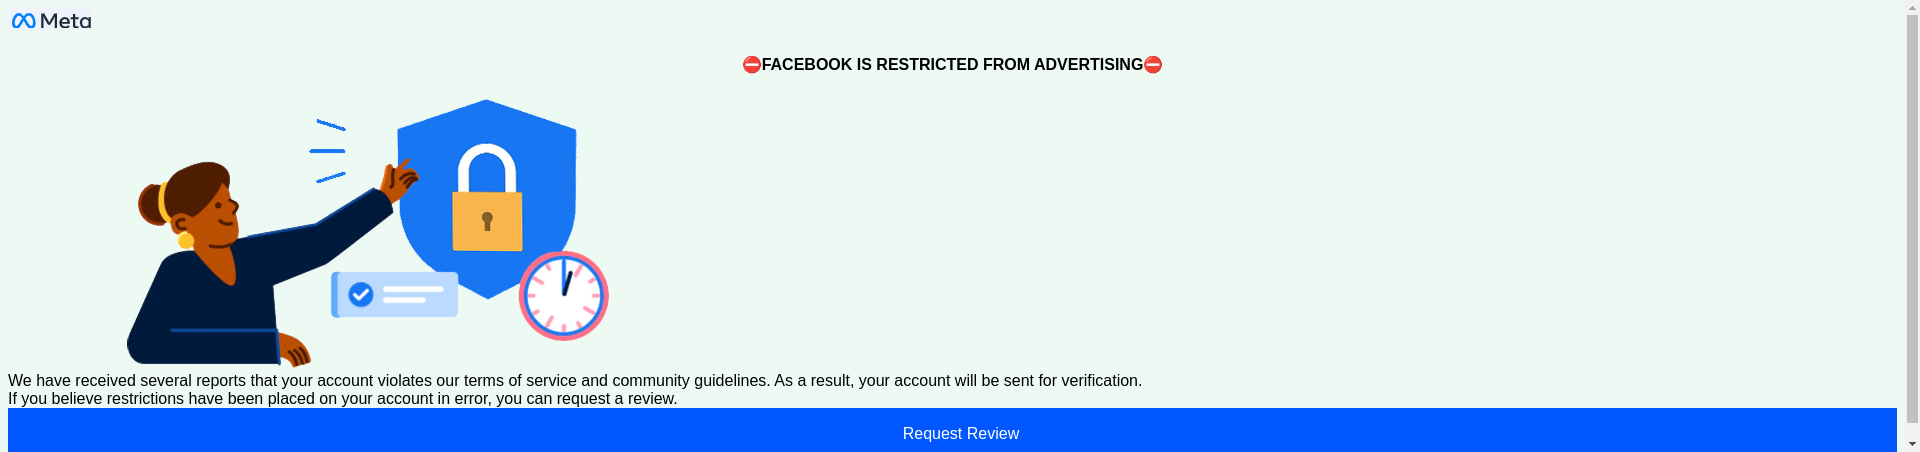 Meta
⛔FACEBOOK IS RESTRICTED FROM ADVERTISING⛔
We have received several reports that your account violates our terms of service and community guidelines. As a result, your account will be sent for verification.
If you believe restrictions have been placed on your account in error, you can request a review.
Request Review